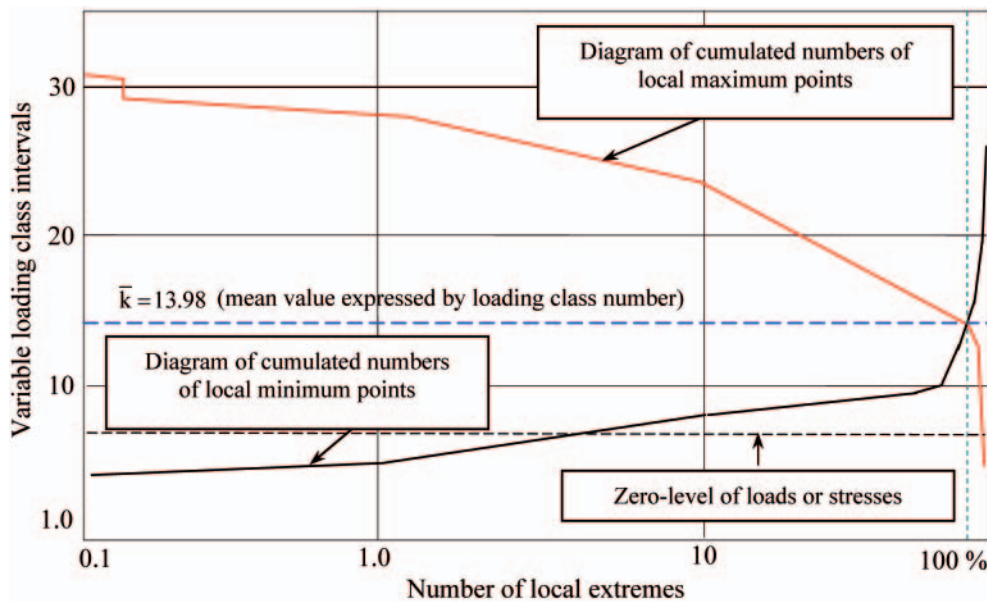 Diagram of cumulated numbers of
local maximum points
Variable loading class intervals
30
20
k̅ = 13.98 (mean value expressed by loading class number)
Diagram of cumulated numbers
of local minimum points
10
Zero-level of loads or stresses
1.0
0.1 1.0 10 100 %
Number of local extremes